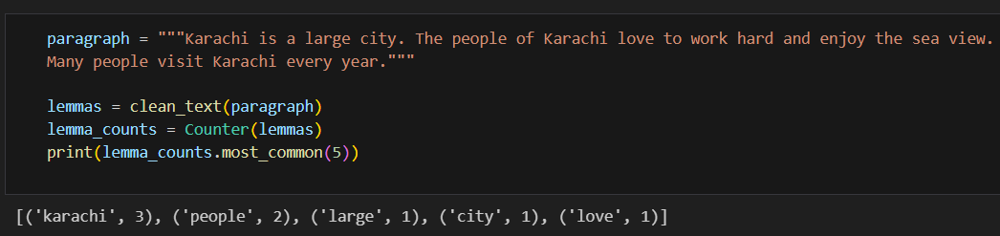 paragraph = """Karachi is a large city. The people of Karachi love to work hard and enjoy the sea view.
Many people visit Karachi every year."""
lemmas = clean_text(paragraph)
lemma_counts = Counter(lemmas)
print(lemma_counts.most_common(5))
[('karachi', 3), ('people', 2), ('large', 1), ('city', 1), ('love', 1)]